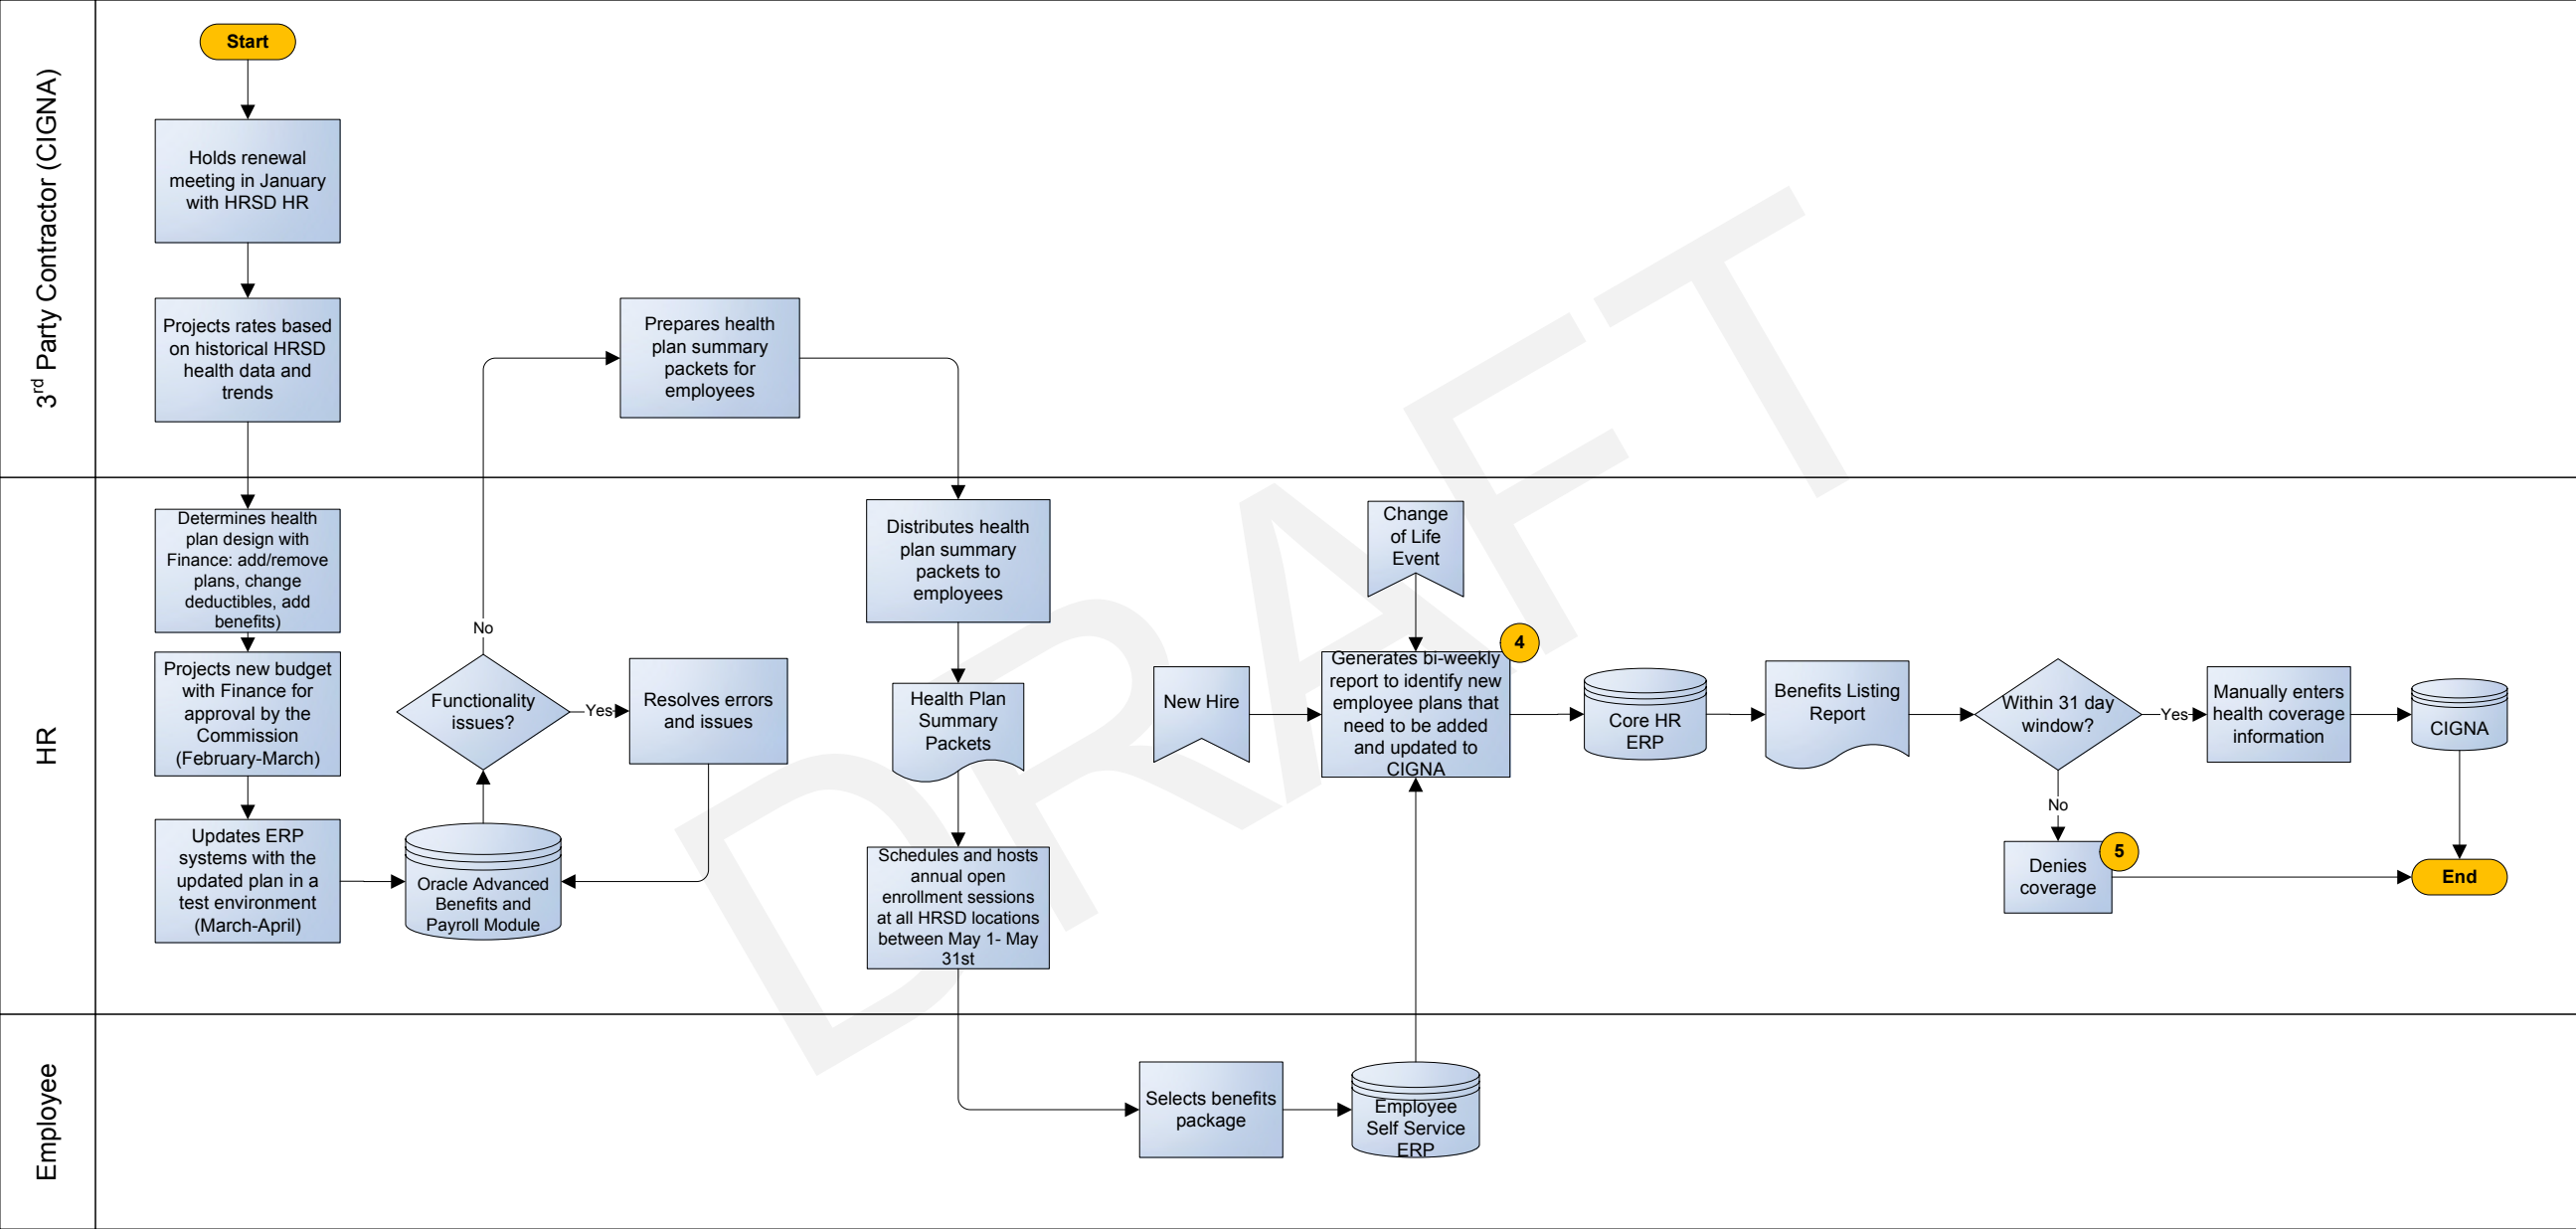 3rd Party Contractor (CIGNA)
Start
Holds renewal
meeting in January
with HRSD HR
Projects rates based
on historical HRSD
health data and
trends
Prepares health
plan summary
packets for
employees
HR
Determines health
plan design with
Finance: add/remove
plans, change
deductibles, add
benefits)
Projects new budget
with Finance for
approval by the
Commission
(February-March)
Updates ERP
systems with the
updated plan in a
test environment
(March-April)
Oracle Advanced
Benefits and
Payroll Module
Functionality
issues?
No
Yes
Resolves errors
and issues
Distributes health
plan summary
packets to
employees
Health Plan
Summary
Packets
Schedules and hosts
annual open
enrollment sessions
at all HRSD locations
between May 1- May
31st
New Hire
Change
of Life
Event
4
Generates bi-weekly
report to identify new
employee plans that
need to be added
and updated to
CIGNA
Core HR
ERP
Benefits Listing
Report
Within 31 day
window?
Yes
No
Manually enters
health coverage
information
CIGNA
5
Denies
coverage
End
Employee
Selects benefits
package
Employee
Self Service
ERP
DRAFT